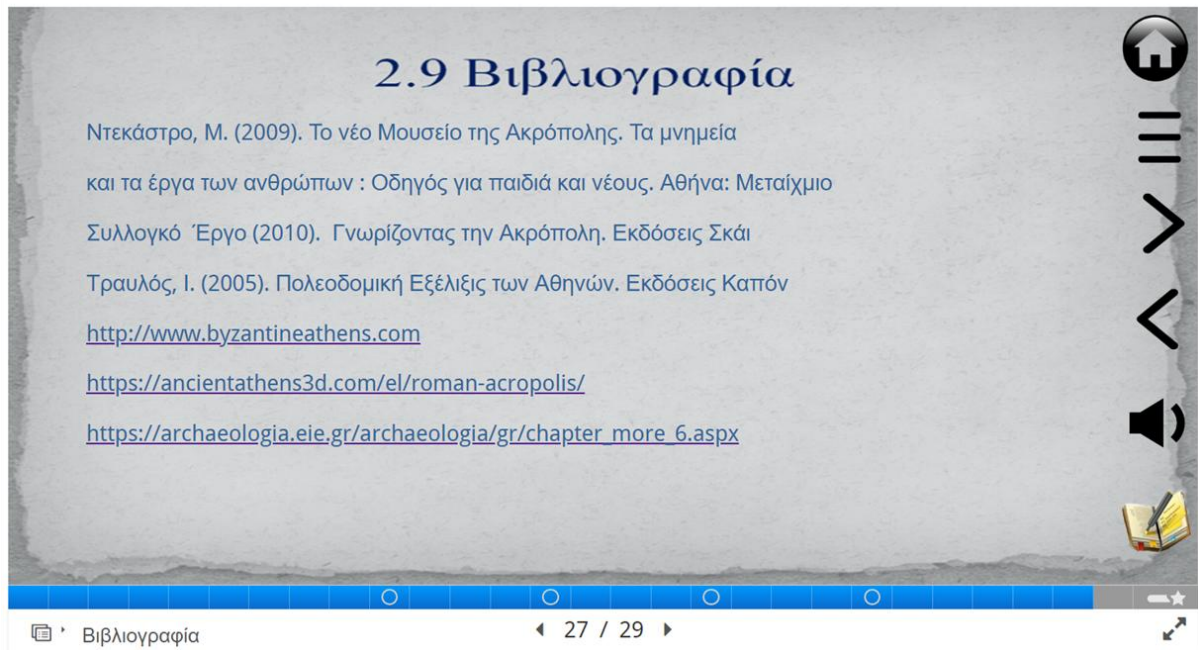 2.9 Βιβλιογραφία
Ντεκάστρο, Μ. (2009). Το νέο Μουσείο της Ακρόπολης. Τα μνημεία
και τα έργα των ανθρώπων : Οδηγός για παιδιά και νέους. Αθήνα: Μεταίχμιο
Συλλογκό Έργο (2010). Γνωρίζοντας την Ακρόπολη. Εκδόσεις Σκάι
Τραυλός, Ι. (2005). Πολεοδομική Εξέλιξις των Αθηνών. Εκδόσεις Καπόν
http://www.byzantineathens.com
https://ancientathens3d.com/el/roman-acropolis/
https://archaeologia.eie.gr/archaeologia/gr/chapter_more_6.aspx
Βιβλιογραφία
27 / 29